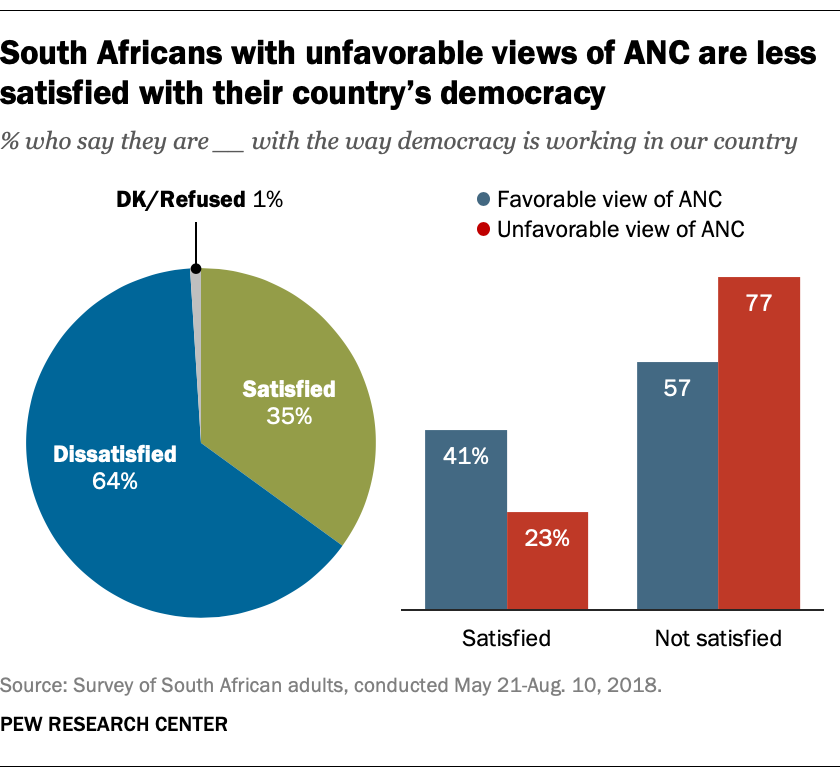 South Africans with unfavorable views of ANC are less
satisfied with their country’s democracy
% who say they are __ with the way democracy is working in our country
DK/Refused 1%
Satisfied
35%
Dissatisfied
64%
Favorable view of ANC
Unfavorable view of ANC
41%
23%
57
77
Satisfied
Not satisfied
Source: Survey of South African adults, conducted May 21-Aug. 10, 2018.
PEW RESEARCH CENTER